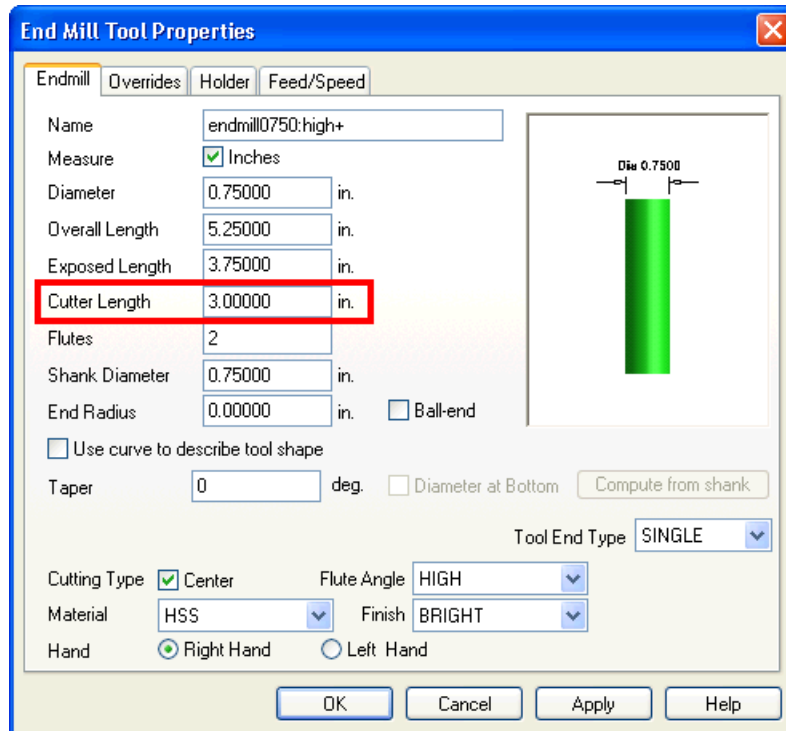 End Mill Tool Properties
Endmill Overrides Holder Feed/Speed
Name endmill0750:high+
Measure Inches
Dia 0.7500
Diameter 0.75000 in.
Overall Length 5.25000 in.
Exposed Length 3.75000 in.
Cutter Length 3.00000 in.
Flutes 2
Shank Diameter 0.75000 in.
End Radius 0.00000 in. Ball-end
Use curve to describe tool shape
Taper 0 deg. Diameter at Bottom Compute from shank
Tool End Type SINGLE
Cutting Type Center Flute Angle HIGH
Material HSS Finish BRIGHT
Hand Right Hand Left Hand
OK Cancel Apply Help